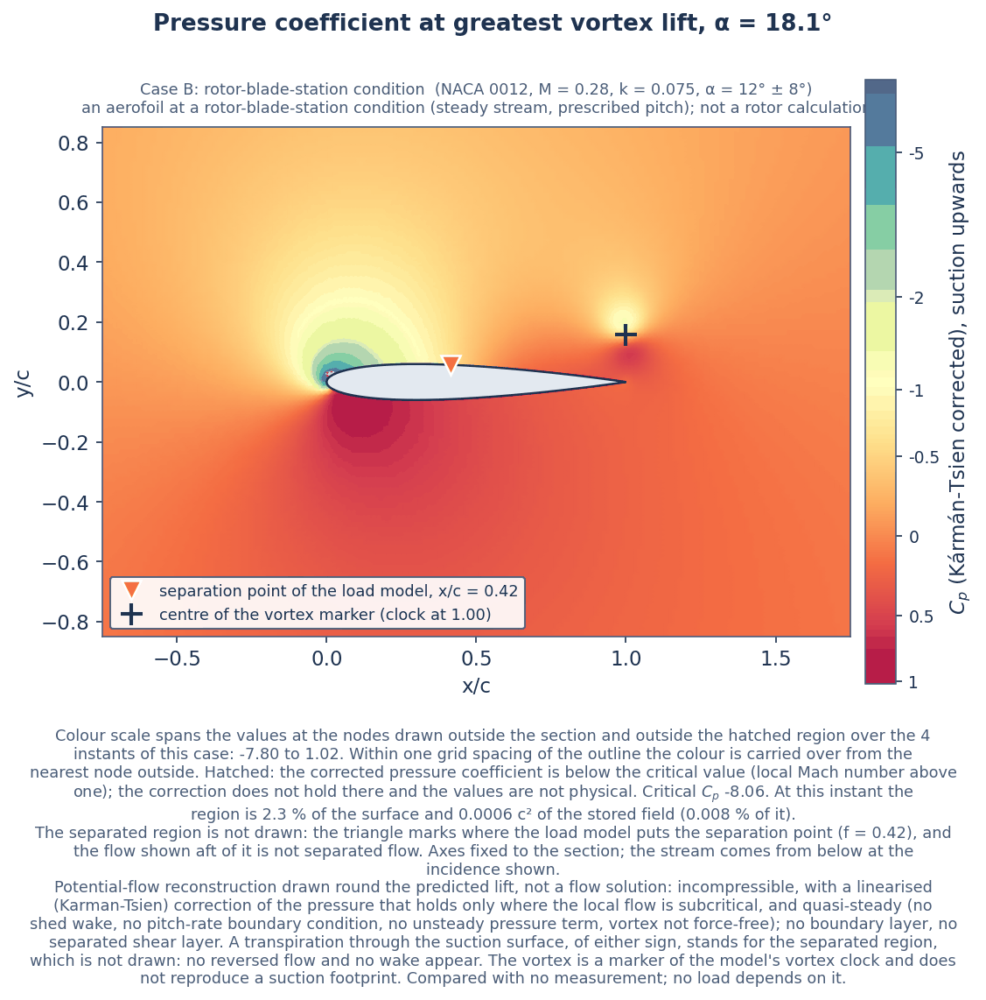 Pressure coefficient at greatest vortex lift, α = 18.1°
Case B: rotor-blade-station condition  (NACA 0012, M = 0.28, k = 0.075, α = 12° ± 8°)
an aerofoil at a rotor-blade-station condition (steady stream, prescribed pitch); not a rotor calculation
0.8
0.6
0.4
0.2
0.0
−0.2
−0.4
−0.6
−0.8
y/c
−0.5
0.0
0.5
1.0
1.5
x/c
separation point of the load model, x/c = 0.42
centre of the vortex marker (clock at 1.00)
-5
-2
-1
-0.5
0
0.5
1
Cp (Kármán-Tsien corrected), suction upwards
Colour scale spans the values at the nodes drawn outside the section and outside the hatched region over the 4
instants of this case: -7.80 to 1.02. Within one grid spacing of the outline the colour is carried over from the
nearest node outside. Hatched: the corrected pressure coefficient is below the critical value (local Mach number above
one); the correction does not hold there and the values are not physical. Critical Cp -8.06. At this instant the
region is 2.3 % of the surface and 0.0006 c² of the stored field (0.008 % of it).
The separated region is not drawn: the triangle marks where the load model puts the separation point (f = 0.42), and
the flow shown aft of it is not separated flow. Axes fixed to the section; the stream comes from below at the
incidence shown.
Potential-flow reconstruction drawn round the predicted lift, not a flow solution: incompressible, with a linearised
(Karman-Tsien) correction of the pressure that holds only where the local flow is subcritical, and quasi-steady (no
shed wake, no pitch-rate boundary condition, no unsteady pressure term, vortex not force-free); no boundary layer, no
separated shear layer. A transpiration through the suction surface, of either sign, stands for the separated region,
which is not drawn: no reversed flow and no wake appear. The vortex is a marker of the model's vortex clock and does
not reproduce a suction footprint. Compared with no measurement; no load depends on it.